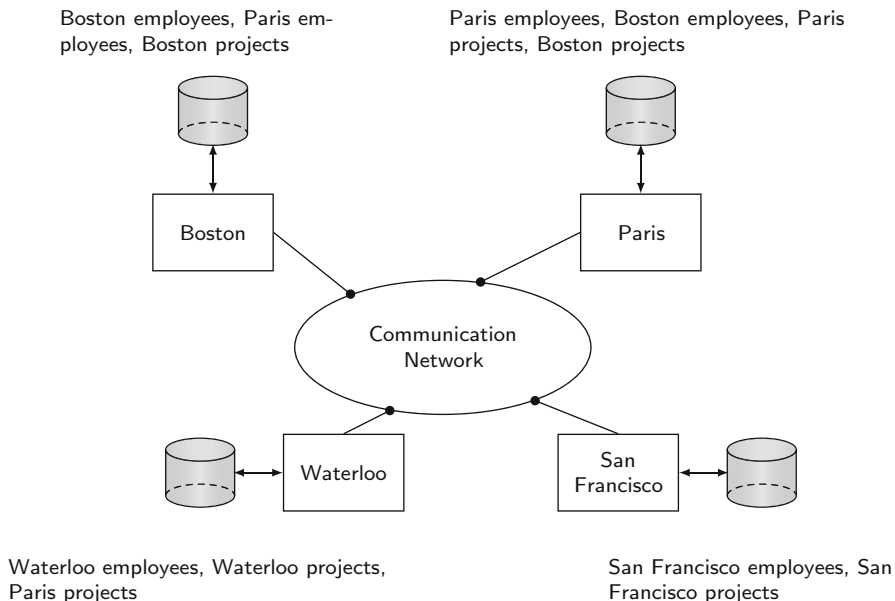 Boston employees, Paris em-
ployees, Boston projects
Paris employees, Boston employees, Paris
projects, Boston projects
Boston
Paris
Communication
Network
Waterloo
San
Francisco
Waterloo employees, Waterloo projects,
Paris projects
San Francisco employees, San
Francisco projects